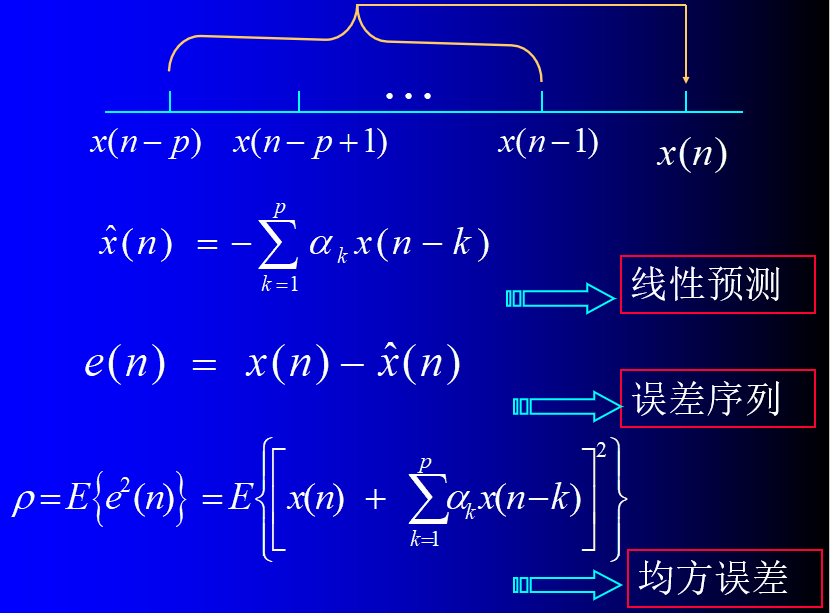 ...
x(n-p) x(n-p+1) x(n-1) x(n)
x̂(n) = -∑_{k=1}^{p} α_k x(n-k)
线性预测
e(n) = x(n) - x̂(n)
误差序列
ρ = E{e²(n)} = E{[x(n) + ∑_{k=1}^{p} α_k x(n-k)]²}
均方误差